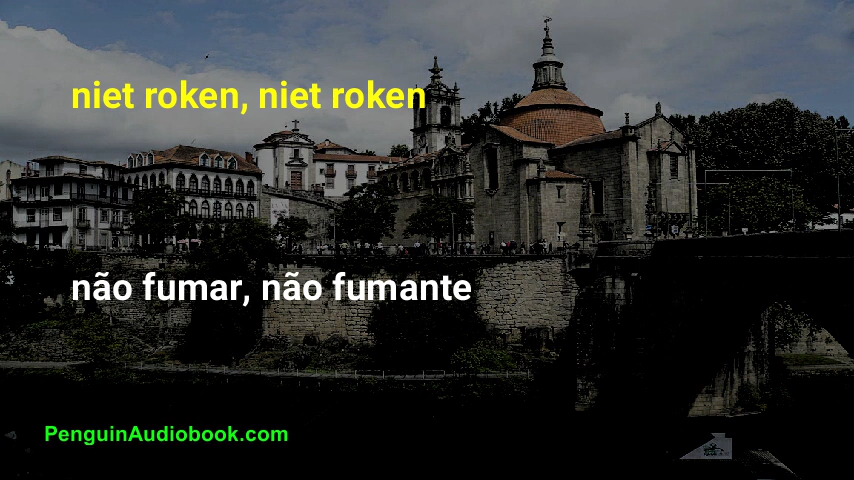 niet roken, niet roken
não fumar, não fumante
PenguinAudiobook.com